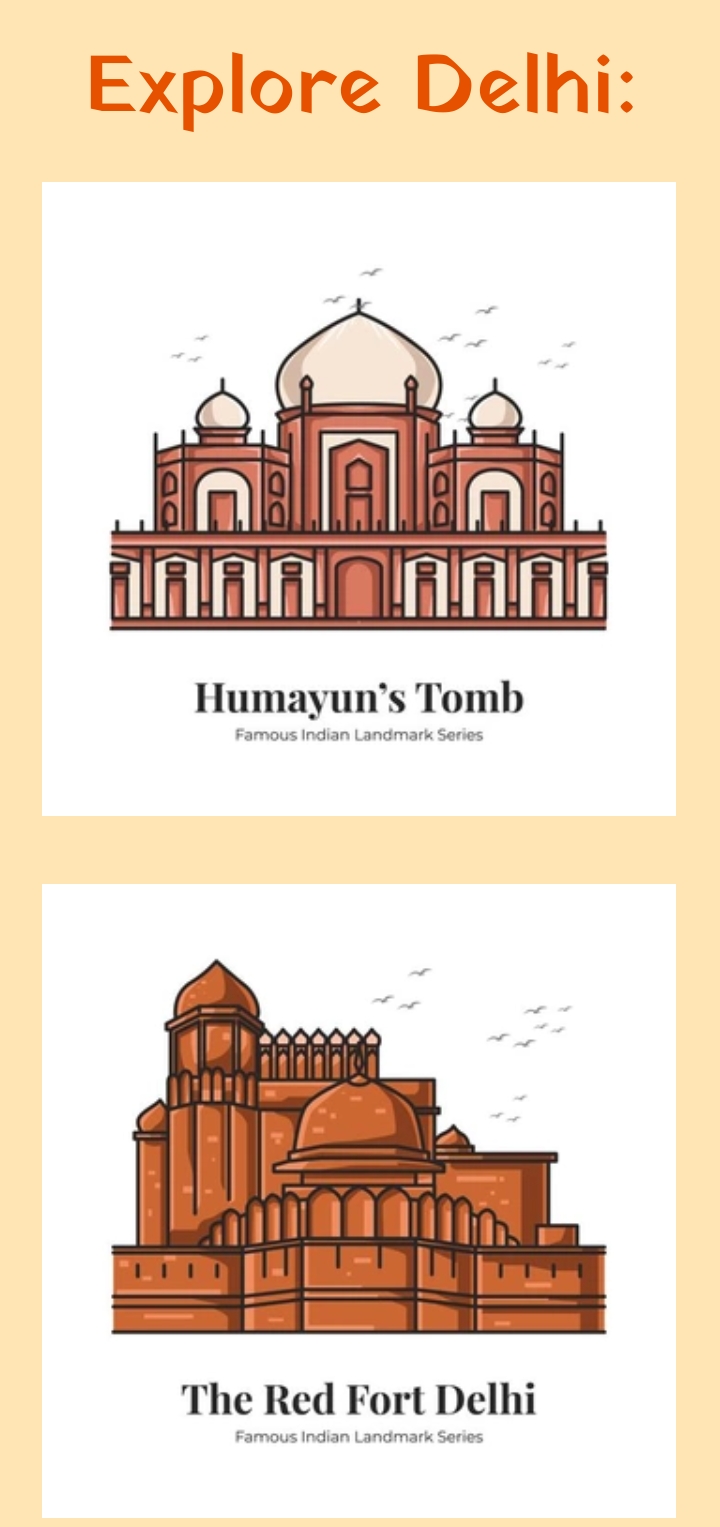 Explore Delhi:
Humayun’s Tomb
Famous Indian Landmark Series
The Red Fort Delhi
Famous Indian Landmark Series